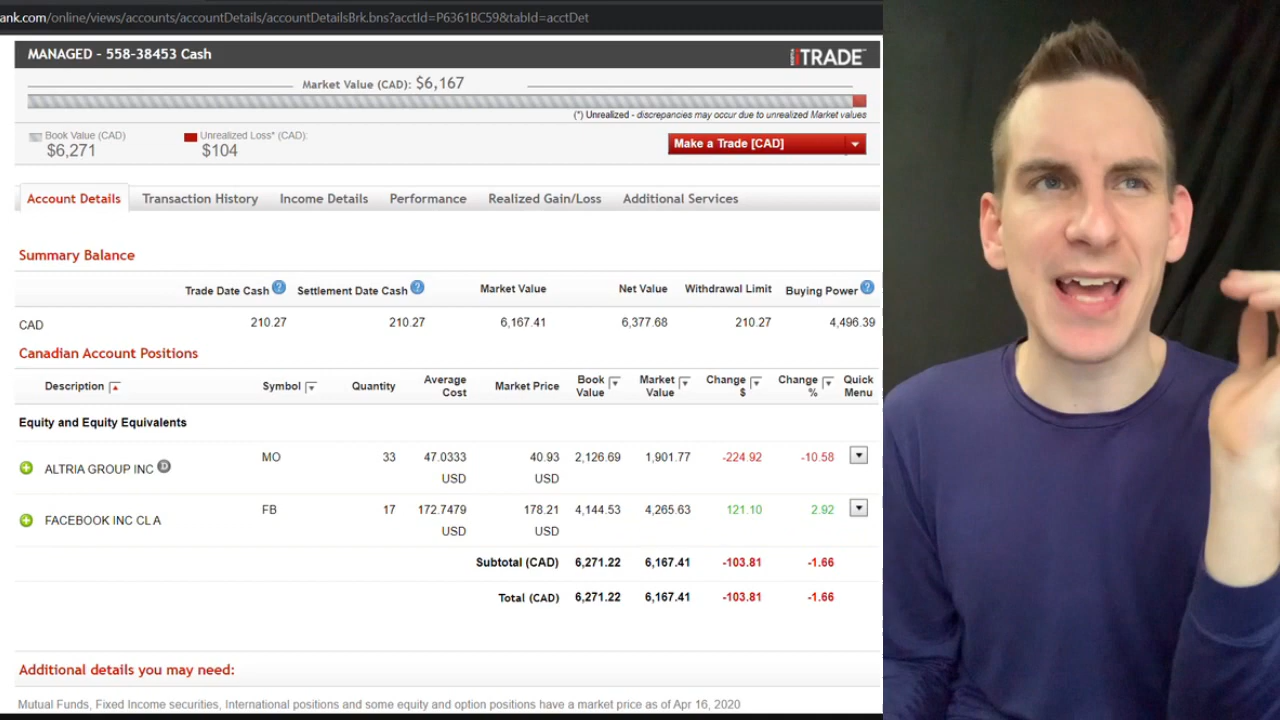 ank.com/online/views/accounts/accountDetails/accountDetailsBrk.bns?acctId=P6361BC59&tabId=acctDet
MANAGED - 558-38453 Cash
iTRADE
Market Value (CAD): $6,167
(*) Unrealized - discrepancies may occur due to unrealized Market values
Book Value (CAD) Unrealized Loss* (CAD):
$6,271 $104
Make a Trade [CAD]
Account Details Transaction History Income Details Performance Realized Gain/Loss Additional Services
Summary Balance
Trade Date Cash ? Settlement Date Cash ? Market Value Net Value Withdrawal Limit Buying Power ?
CAD 210.27 210.27 6,167.41 6,377.68 210.27 4,496.39
Canadian Account Positions
Description Symbol Quantity Average Cost Market Price Book Value Market Value Change $ Change % Quick Menu
Equity and Equity Equivalents
ALTRIA GROUP INC D MO 33 47.0333 USD 40.93 USD 2,126.69 1,901.77 -224.92 -10.58
FACEBOOK INC CL A FB 17 172.7479 USD 178.21 USD 4,144.53 4,265.63 121.10 2.92
Subtotal (CAD) 6,271.22 6,167.41 -103.81 -1.66
Total (CAD) 6,271.22 6,167.41 -103.81 -1.66
Additional details you may need:
Mutual Funds, Fixed Income securities, International positions and some equity and option positions have a market price as of Apr 16, 2020